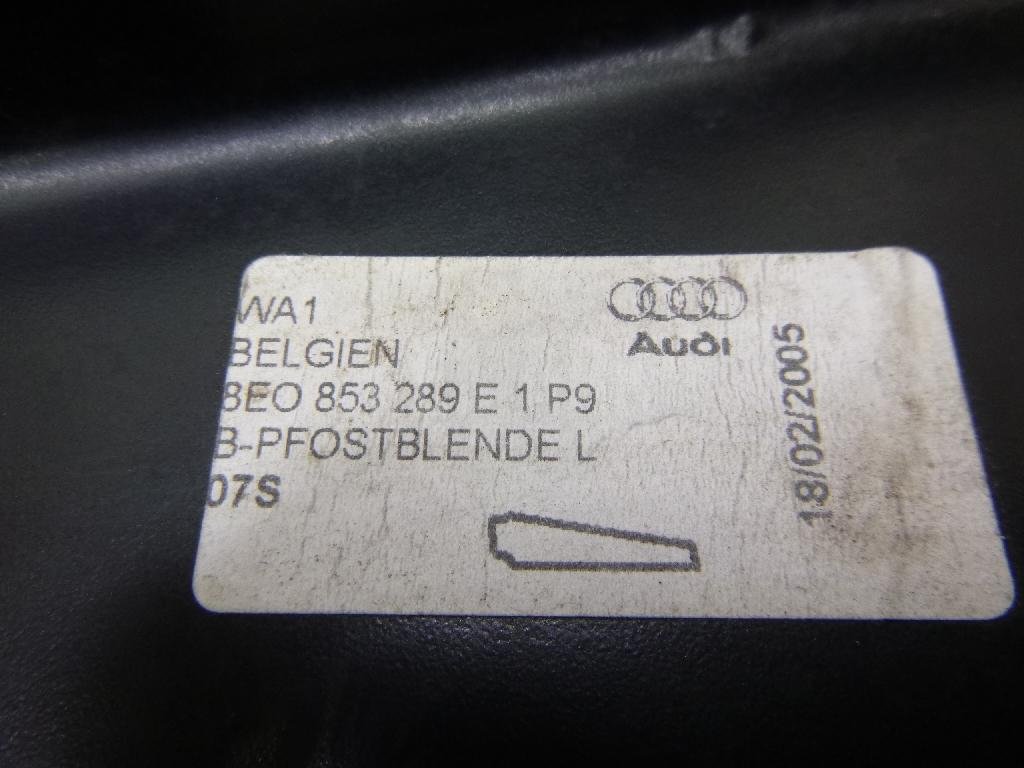 WA1
BELGIEN
8E0 853 289 E 1 P9
B-PFOSTBLENDE L
07S
Audi
18/02/2005